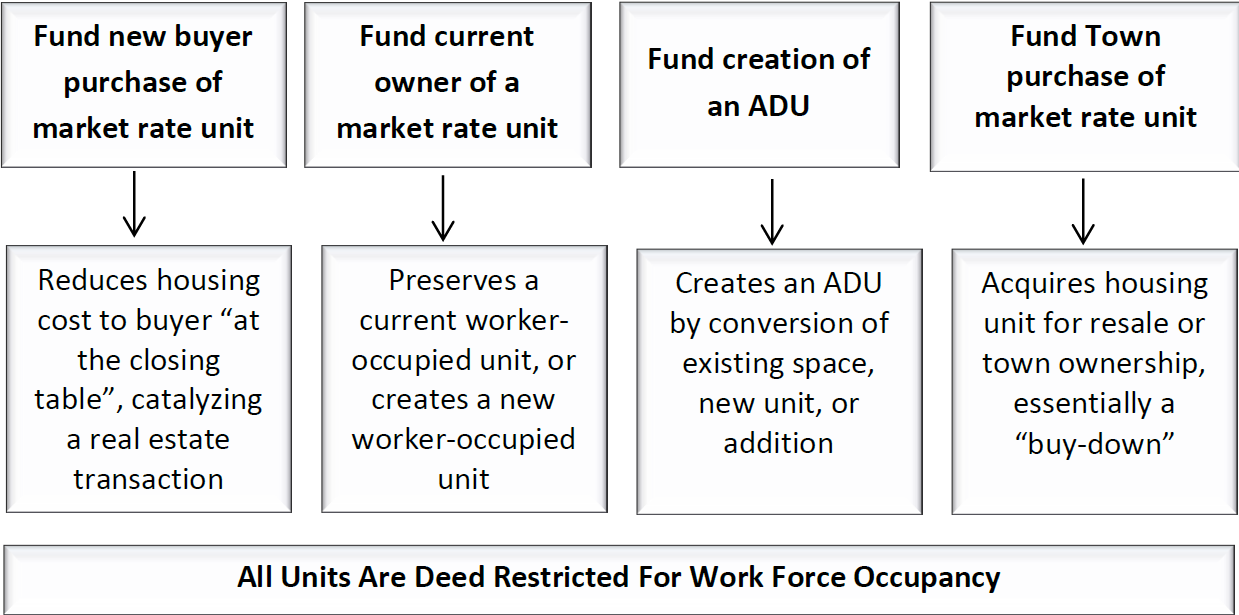 Fund new buyer
purchase of
market rate unit
Fund current
owner of a
market rate unit
Fund creation of
an ADU
Fund Town
purchase of
market rate unit
Reduces housing
cost to buyer “at
the closing
table”, catalyzing
a real estate
transaction
Preserves a
current worker-
occupied unit, or
creates a new
worker-occupied
unit
Creates an ADU
by conversion of
existing space,
new unit, or
addition
Acquires housing
unit for resale or
town ownership,
essentially a
“buy-down”
All Units Are Deed Restricted For Work Force Occupancy